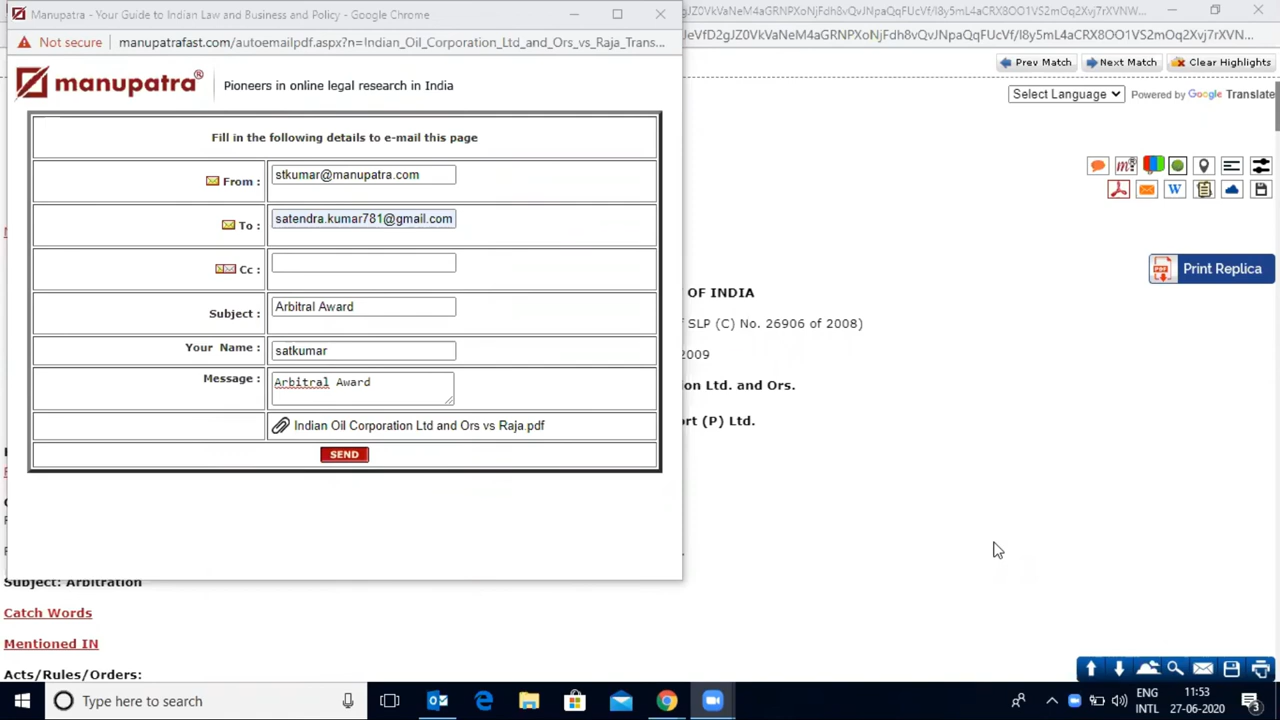 Manupatra - Your Guide to Indian Law and Business and Policy - Google Chrome
Not secure manupatrafast.com/autoemailpdf.aspx?n=Indian_Oil_Corporation_Ltd_and_Ors_vs_Raja_Trans...
manupatra® Pioneers in online legal research in India
Fill in the following details to e-mail this page
From : stkumar@manupatra.com
To : satendra.kumar781@gmail.com
Cc :
Subject : Arbitral Award
Your Name : satkumar
Message : Arbitral Award
Indian Oil Corporation Ltd and Ors vs Raja.pdf
SEND
Prev Match Next Match Clear Highlights
Select Language Powered by Google Translate
Print Replica
OF INDIA
SLP (C) No. 26906 of 2008)
2009
on Ltd. and Ors.
ort (P) Ltd.
Subject: Arbitration
Catch Words
Mentioned IN
Acts/Rules/Orders:
Type here to search
ENG
INTL
11:53
27-06-2020
3